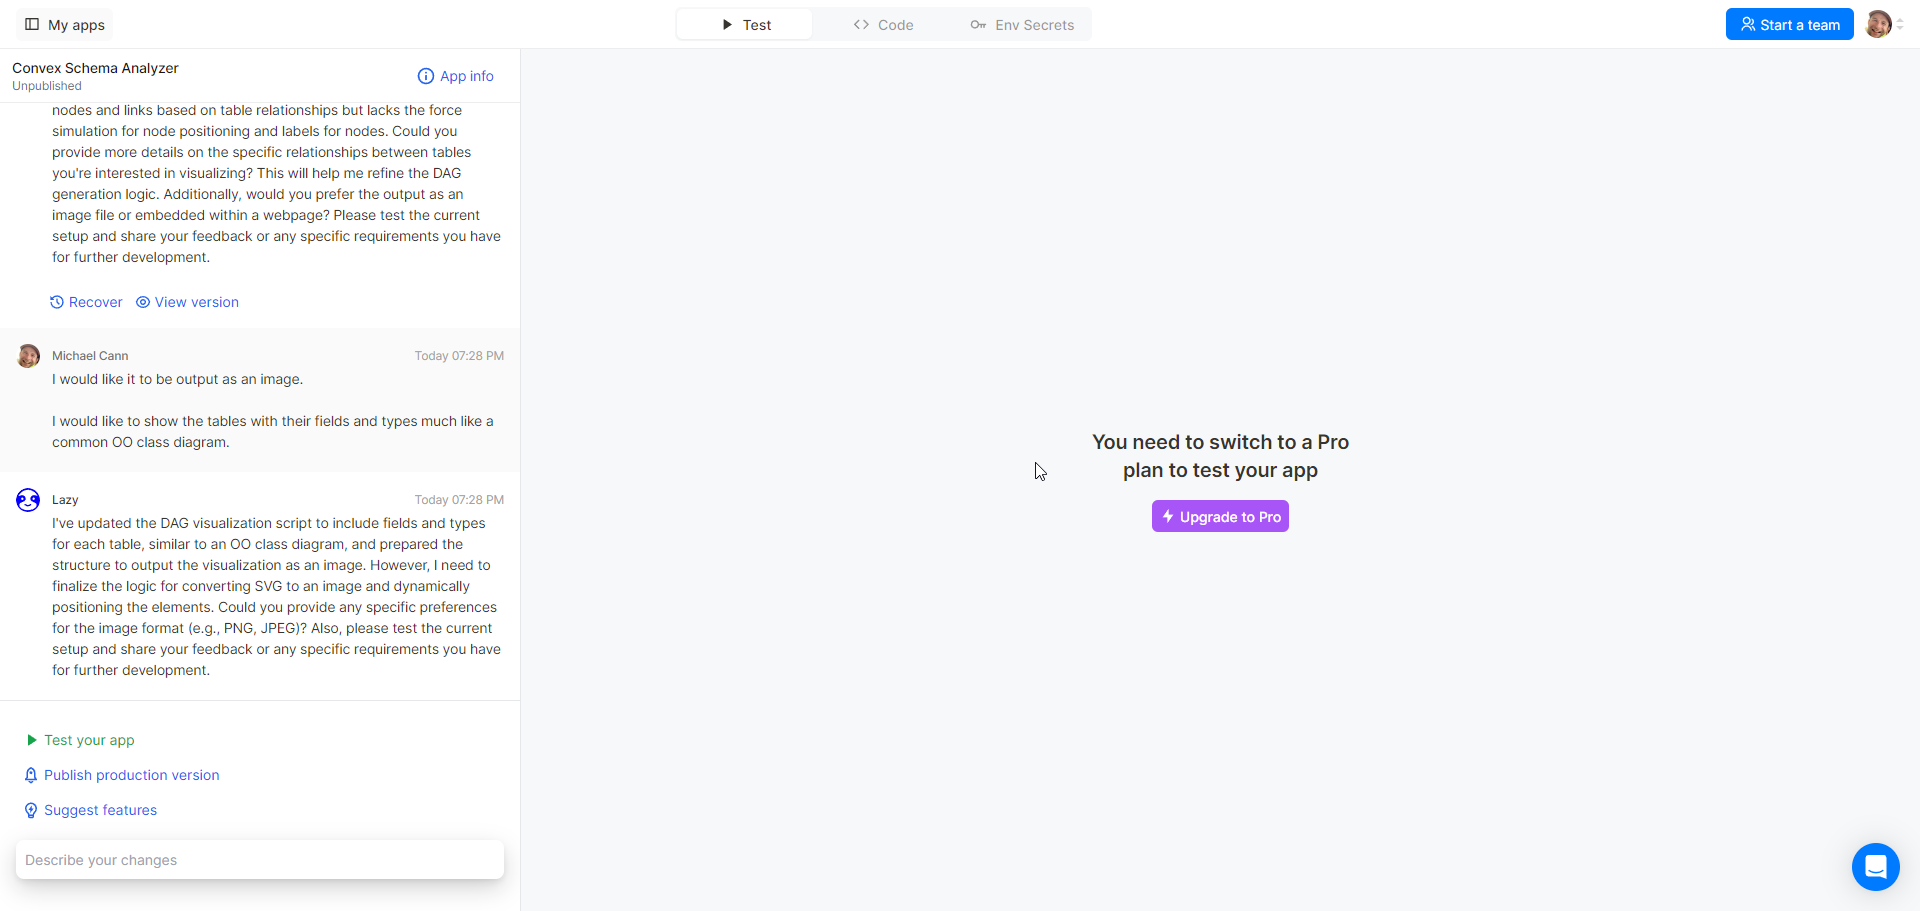 My apps
Test
Code
Env Secrets
Start a team
Convex Schema Analyzer
Unpublished
App info
nodes and links based on table relationships but lacks the force
simulation for node positioning and labels for nodes. Could you
provide more details on the specific relationships between tables
you're interested in visualizing? This will help me refine the DAG
generation logic. Additionally, would you prefer the output as an
image file or embedded within a webpage? Please test the current
setup and share your feedback or any specific requirements you have
for further development.
Recover
View version
Michael Cann
Today 07:28 PM
I would like it to be output as an image.
I would like to show the tables with their fields and types much like a
common OO class diagram.
Lazy
Today 07:28 PM
I've updated the DAG visualization script to include fields and types
for each table, similar to an OO class diagram, and prepared the
structure to output the visualization as an image. However, I need to
finalize the logic for converting SVG to an image and dynamically
positioning the elements. Could you provide any specific preferences
for the image format (e.g., PNG, JPEG)? Also, please test the current
setup and share your feedback or any specific requirements you have
for further development.
Test your app
Publish production version
Suggest features
Describe your changes
You need to switch to a Pro
plan to test your app
Upgrade to Pro